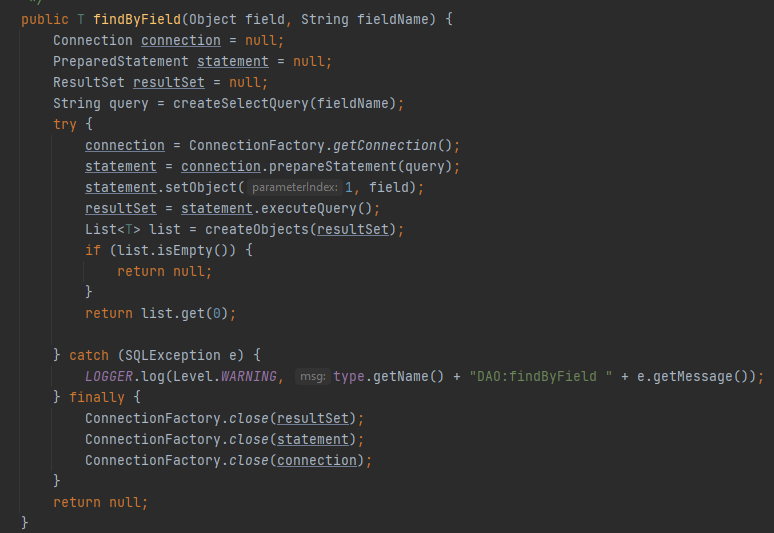 */
public T findByField(Object field, String fieldName) {
    Connection connection = null;
    PreparedStatement statement = null;
    ResultSet resultSet = null;
    String query = createSelectQuery(fieldName);
    try {
        connection = ConnectionFactory.getConnection();
        statement = connection.prepareStatement(query);
        statement.setObject( parameterIndex: 1, field);
        resultSet = statement.executeQuery();
        List<T> list = createObjects(resultSet);
        if (list.isEmpty()) {
            return null;
        }
        return list.get(0);
    } catch (SQLException e) {
        LOGGER.log(Level.WARNING, msg: type.getName() + "DAO:findByField " + e.getMessage());
    } finally {
        ConnectionFactory.close(resultSet);
        ConnectionFactory.close(statement);
        ConnectionFactory.close(connection);
    }
    return null;
}